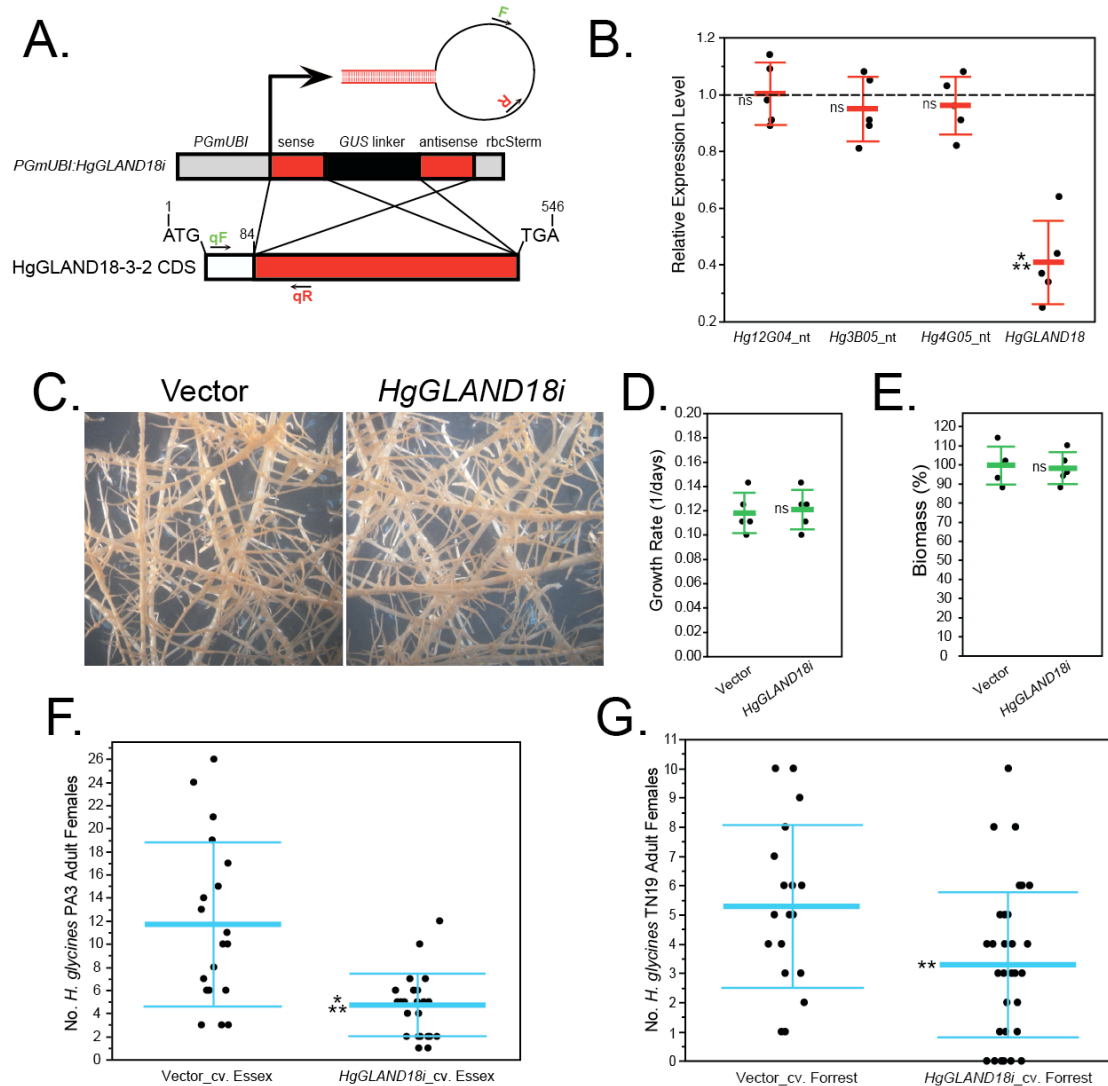 A.
F
R
PGmUBI
sense
GUS linker
antisense
rbcSterm
PGmUBI:HgGLAND18i
1
546
ATG
84
TGA
qF
HgGLAND18-3-2 CDS
qR
B.
Relative Expression Level
1.0
0.8
0.6
0.4
0.2
ns
ns
ns
*
**
Hg12G04_nt
Hg3B05_nt
Hg4G05_nt
HgGLAND18
C.
Vector
HgGLAND18i
D.
Growth Rate (1/days)
0.20
0.18
0.16
0.14
0.12
0.10
0.08
0.06
0.04
0.02
0.00
ns
Vector
HgGLAND18i
E.
Biomass (%)
120
110
100
90
80
70
60
50
40
30
20
10
0
ns
Vector
HgGLAND18i
F.
No. H. glycines PA3 Adult Females
26
24
22
20
18
16
14
12
10
8
6
4
2
0
*
**
Vector_cv. Essex
HgGLAND18i_cv. Essex
G.
No. H. glycines TN19 Adult Females
11
10
9
8
7
6
5
4
3
2
1
0
**
Vector_cv. Forrest
HgGLAND18i_cv. Forrest